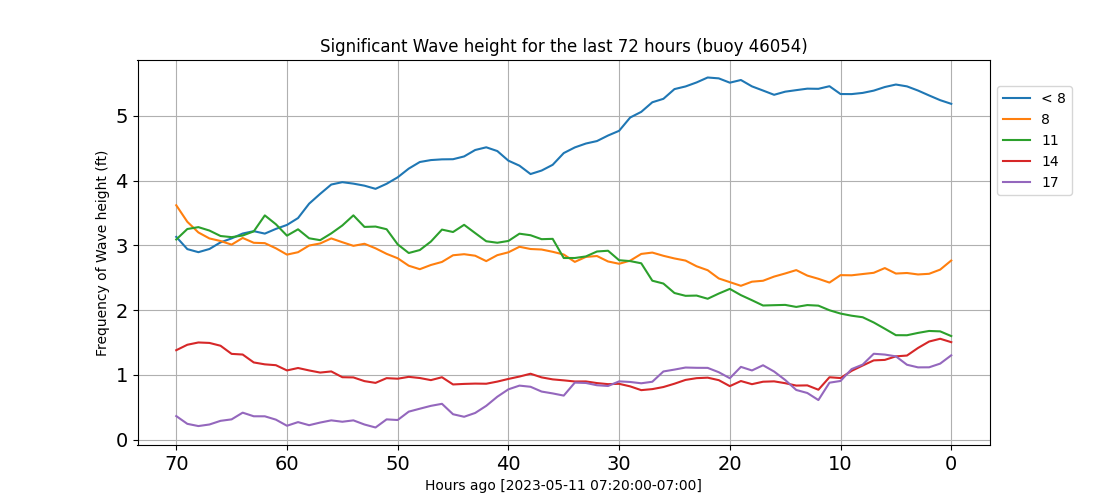 Significant Wave height for the last 72 hours (buoy 46054)
Frequency of Wave height (ft)
5
4
3
2
1
0
70 60 50 40 30 20 10 0
Hours ago [2023-05-11 07:20:00-07:00]
< 8
8
11
14
17